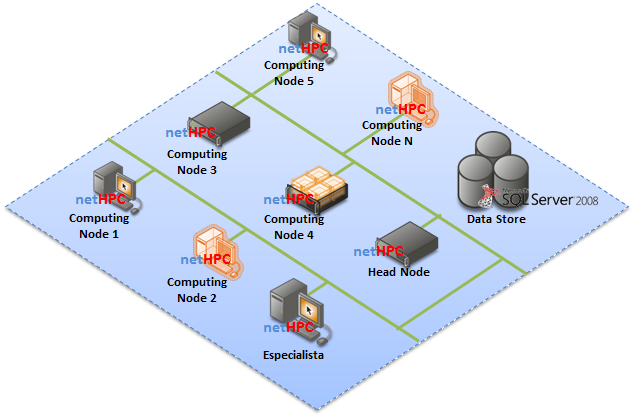 netHPC
Computing
Node 5
netHPC
Computing
Node N
netHPC
Computing
Node 3
netHPC
Computing
Node 1
netHPC
Computing
Node 4
Microsoft
SQL Server 2008
Data Store
netHPC
Head Node
netHPC
Computing
Node 2
netHPC
Especialista